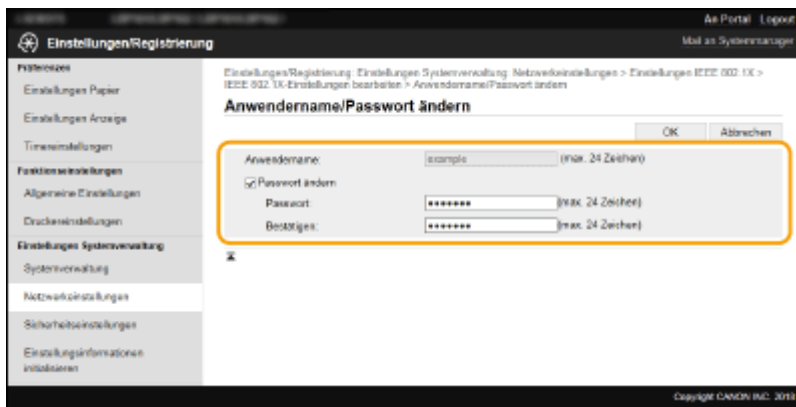 An Portal Logout
Einstellungen/Registrierung
Mail an Systemmanager
Präferenzen
Einstellungen Papier
Einstellungen Anzeige
Timereinstellungen
Funktionseinstellungen
Allgemeine Einstellungen
Druckereinstellungen
Einstellungen Systemverwaltung
Systemverwaltung
Netzwerkeinstellungen
Sicherheitseinstellungen
Einstellungsinformationen
initialisieren
Einstellungen/Registrierung: Einstellungen Systemverwaltung: Netzwerkeinstellungen > Einstellungen IEEE 802.1X >
IEEE 802.1X-Einstellungen bearbeiten > Anwendername/Passwort ändern
Anwendername/Passwort ändern
OK Abbrechen
Anwendername: example (max. 24 Zeichen)
Passwort ändern
Passwort: ••••••• (max. 24 Zeichen)
Bestätigen: ••••••• (max. 24 Zeichen)
Copyright CANON INC. 2013